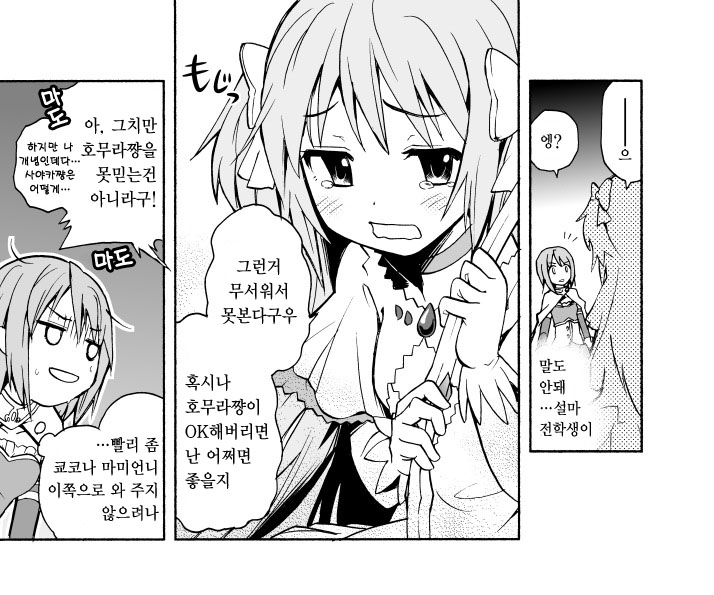 ー으
엥?
말도
안돼
…설마
전학생이
もじっ
그런거
무서워서
못본다구우
혹시나
호무라쨩이
OK해버리면
난 어쩌면
좋을지
아, 그치만
호무라쨩을
못믿는건
아니라구!
마도
하지만 나
개념인데다…
사야카쨩은
어떻게…
마도
…빨리 좀
쿄코나 마미언니
이쪽으로 와 주지
않으려나